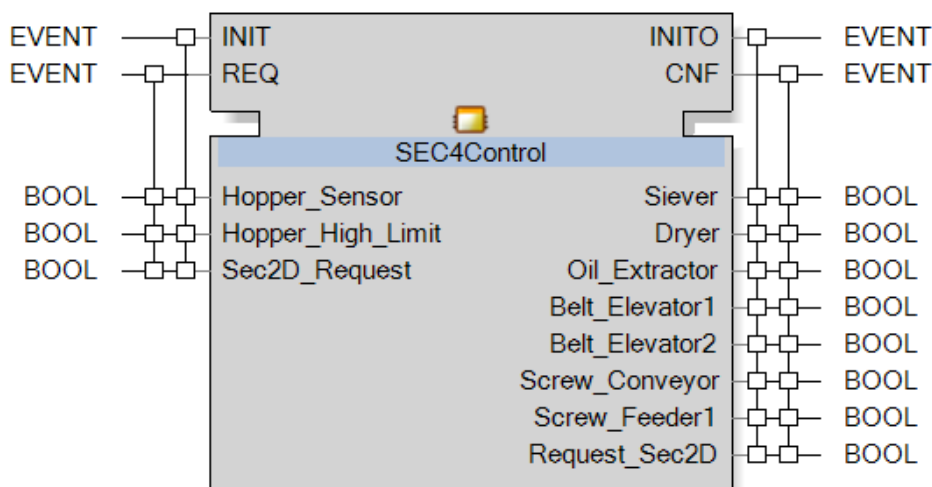 EVENT INIT INITO EVENT
EVENT REQ CNF EVENT
SEC4Control
BOOL Hopper_Sensor Siever BOOL
BOOL Hopper_High_Limit Dryer BOOL
BOOL Sec2D_Request Oil_Extractor BOOL
Belt_Elevator1 BOOL
Belt_Elevator2 BOOL
Screw_Conveyor BOOL
Screw_Feeder1 BOOL
Request_Sec2D BOOL